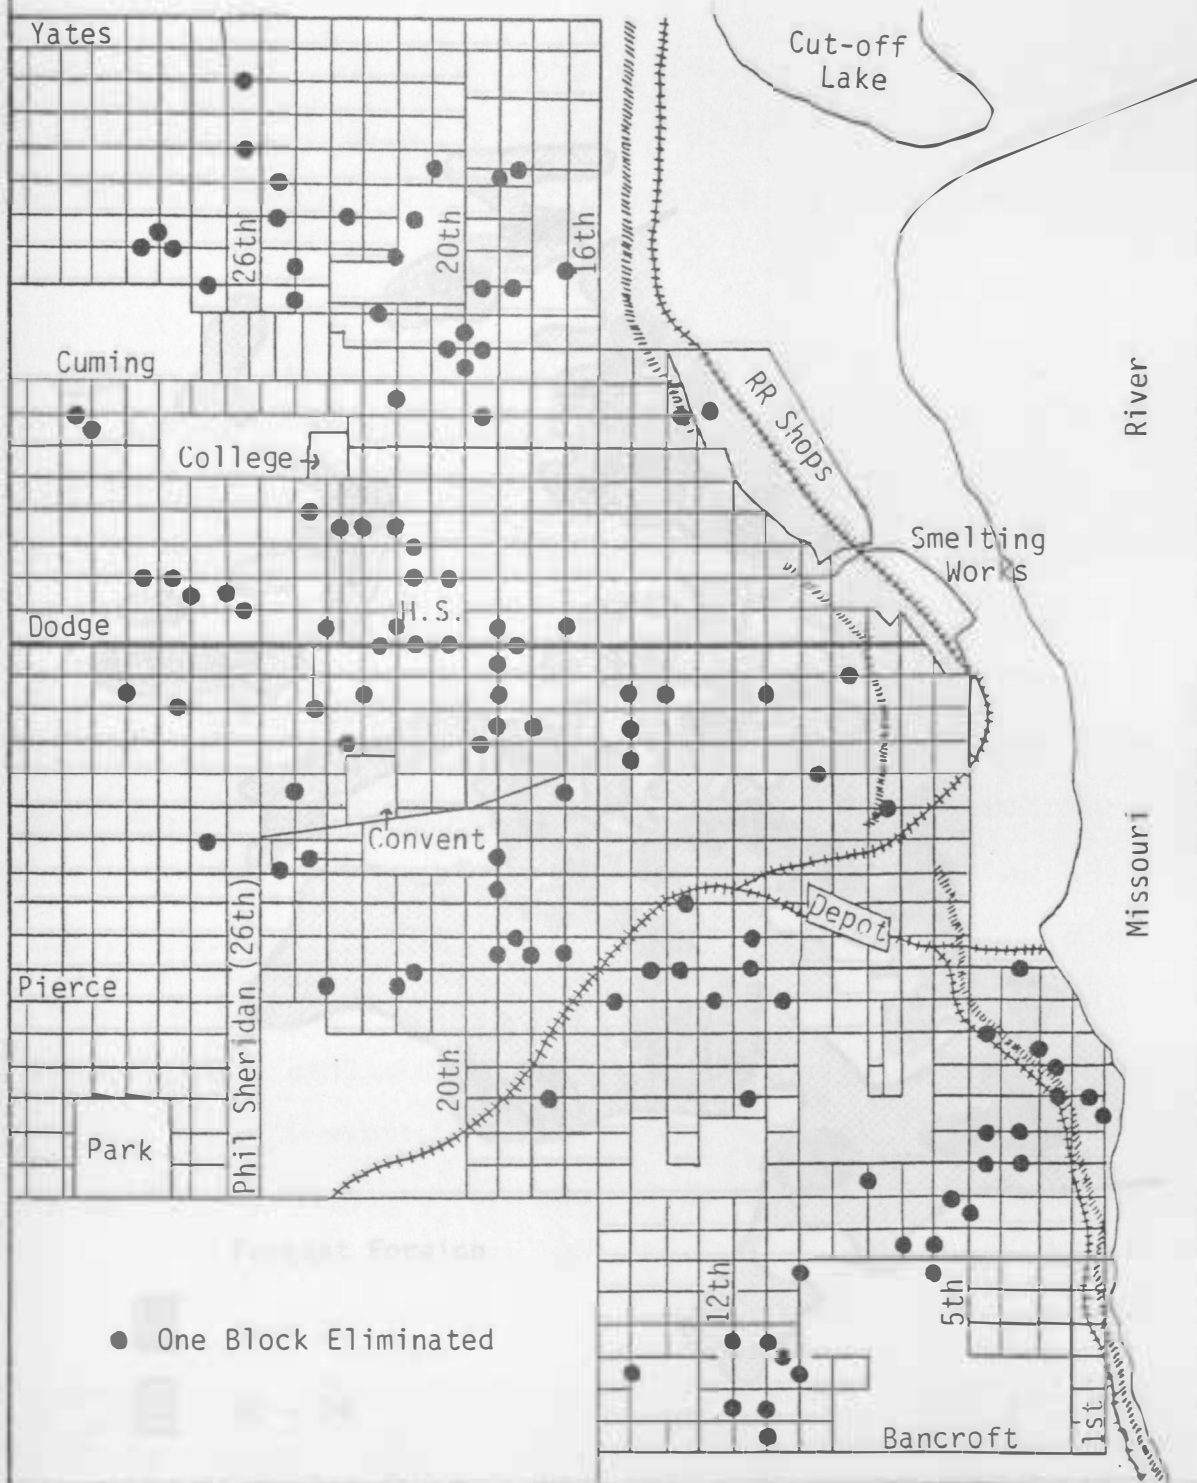 Yates
Cut-off
Lake
26th
20th
16th
Cuming
River
RR Shops
College
Smelting
Works
H.S.
Dodge
Convent
Missouri
Phil Sheridan (26th)
Depot
Pierce
20th
Park
12th
5th
One Block Eliminated
1st
Bancroft